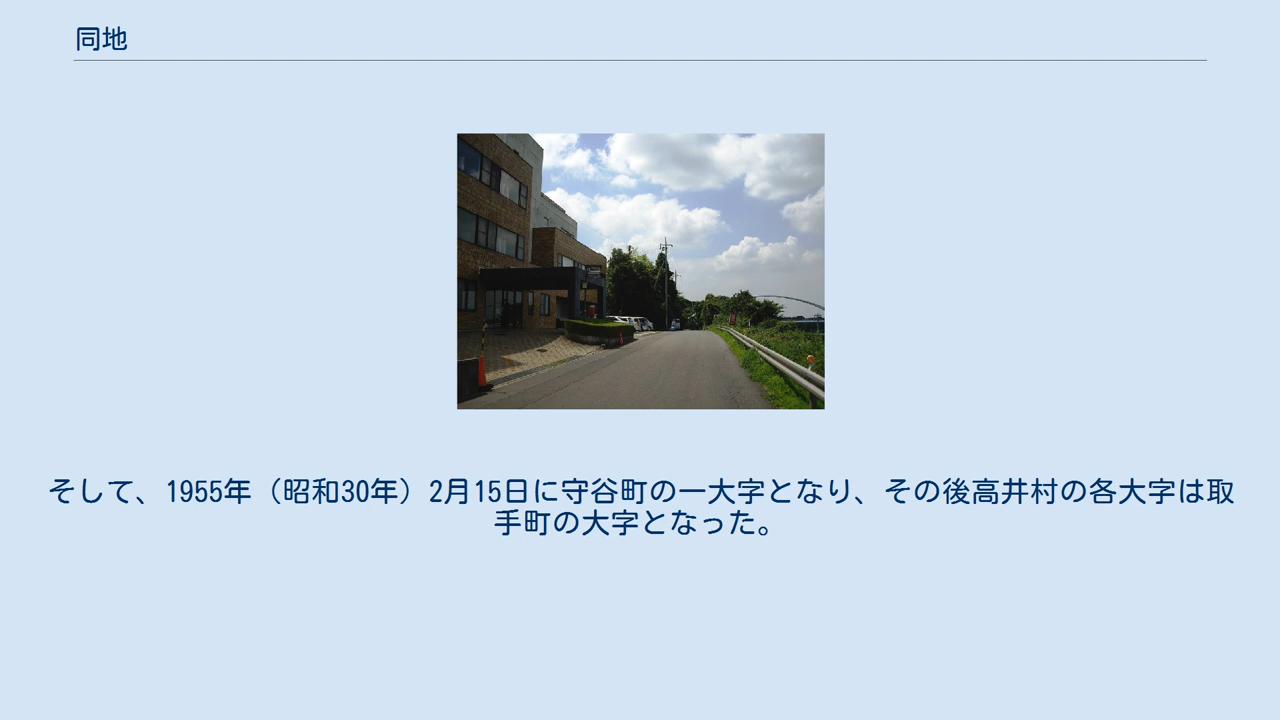 同地
そして、1955年（昭和30年）2月15日に守谷町の一大字となり、その後高井村の各大字は取
手町の大字となった。